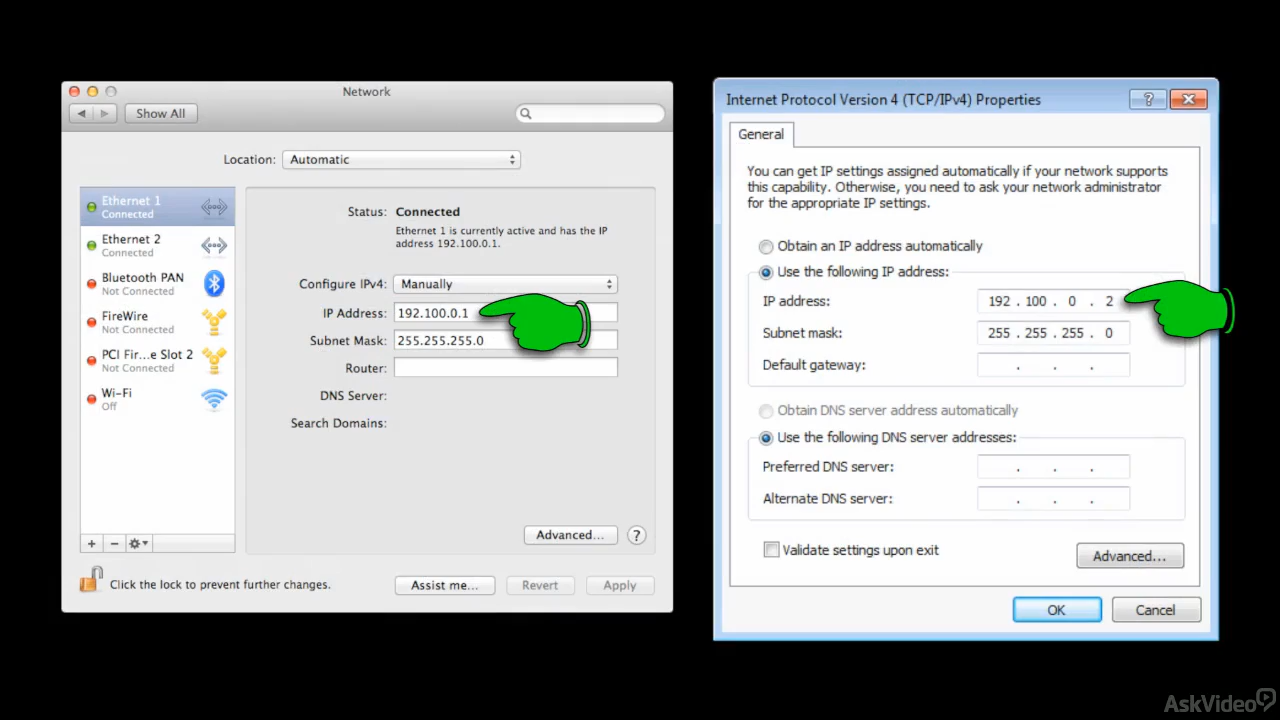 Network
Show All
Location: Automatic
Ethernet 1
Connected
Ethernet 2
Connected
Bluetooth PAN
Not Connected
FireWire
Not Connected
PCI Fir...e Slot 2
Not Connected
Wi-Fi
Off
Status: Connected
Ethernet 1 is currently active and has the IP
address 192.100.0.1.
Configure IPv4: Manually
IP Address: 192.100.0.1
Subnet Mask: 255.255.255.0
Router:
DNS Server:
Search Domains:
Advanced... ?
Click the lock to prevent further changes.
Assist me... Revert Apply
Internet Protocol Version 4 (TCP/IPv4) Properties
General
You can get IP settings assigned automatically if your network supports
this capability. Otherwise, you need to ask your network administrator
for the appropriate IP settings.
Obtain an IP address automatically
Use the following IP address:
IP address: 192 . 100 . 0 . 2
Subnet mask: 255 . 255 . 255 . 0
Default gateway: . . .
Obtain DNS server address automatically
Use the following DNS server addresses:
Preferred DNS server: . . .
Alternate DNS server: . . .
Validate settings upon exit
Advanced...
OK Cancel
AskVideo